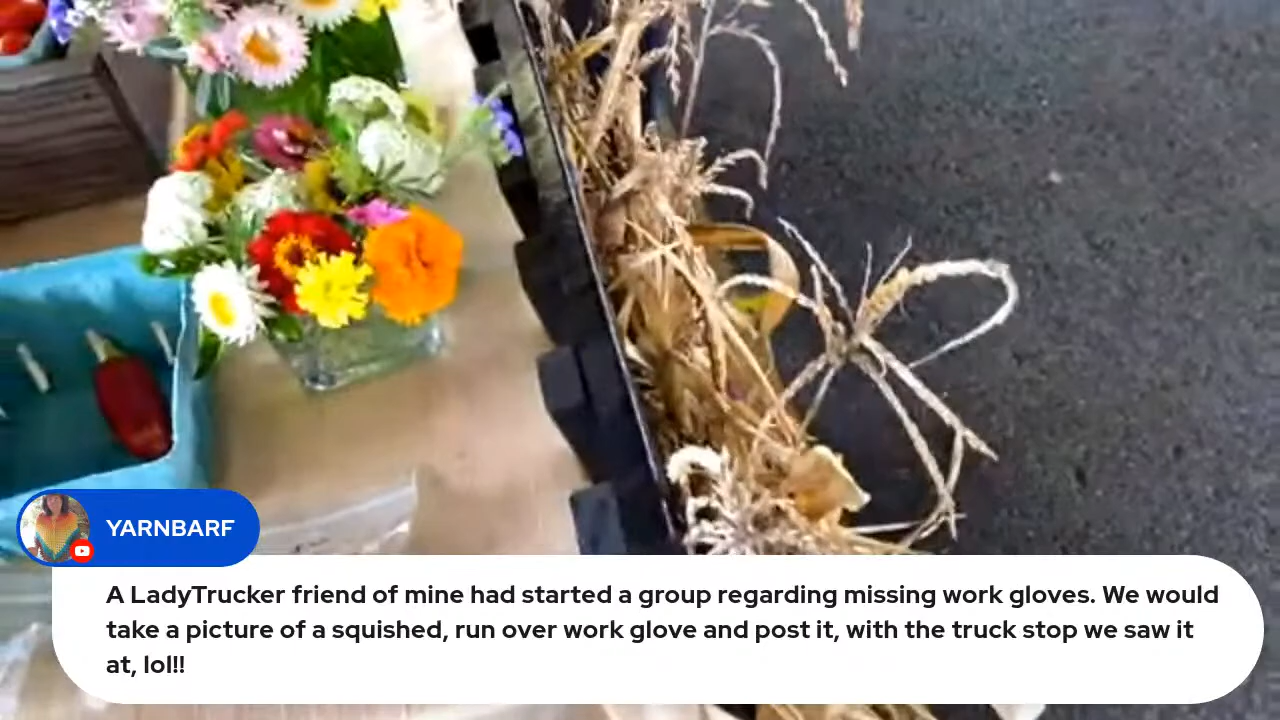 YARNBARF
A LadyTrucker friend of mine had started a group regarding missing work gloves. We would
take a picture of a squished, run over work glove and post it, with the truck stop we saw it
at, lol!!